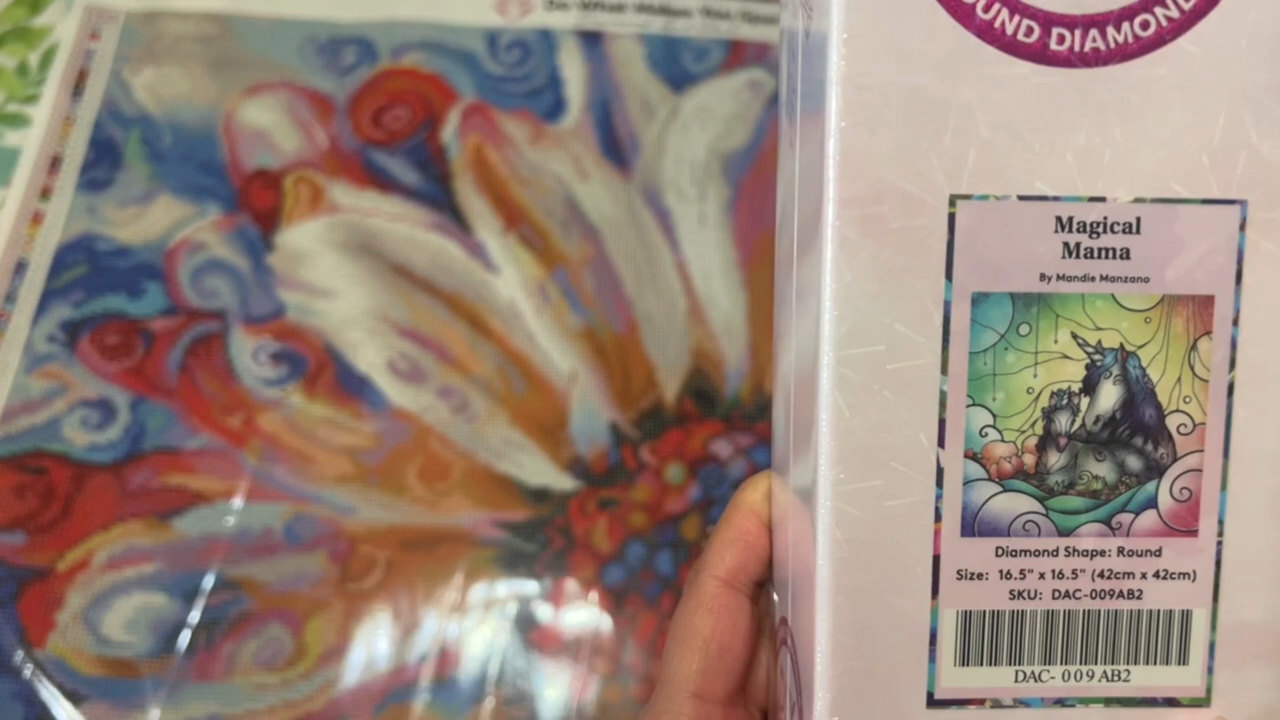 ROUND DIAMOND
Magical
Mama
By Mandie Manzano
Diamond Shape: Round
Size: 16.5" x 16.5" (42cm x 42cm)
SKU: DAC-009AB2
DAC- 009AB2